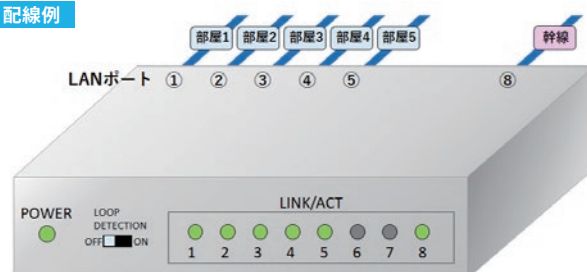 配線例
部屋1 部屋2 部屋3 部屋4 部屋5 幹線
LANポート ① ② ③ ④ ⑤ ⑧
LINK/ACT
POWER
LOOP
DETECTION
OFF ON
1 2 3 4 5 6 7 8